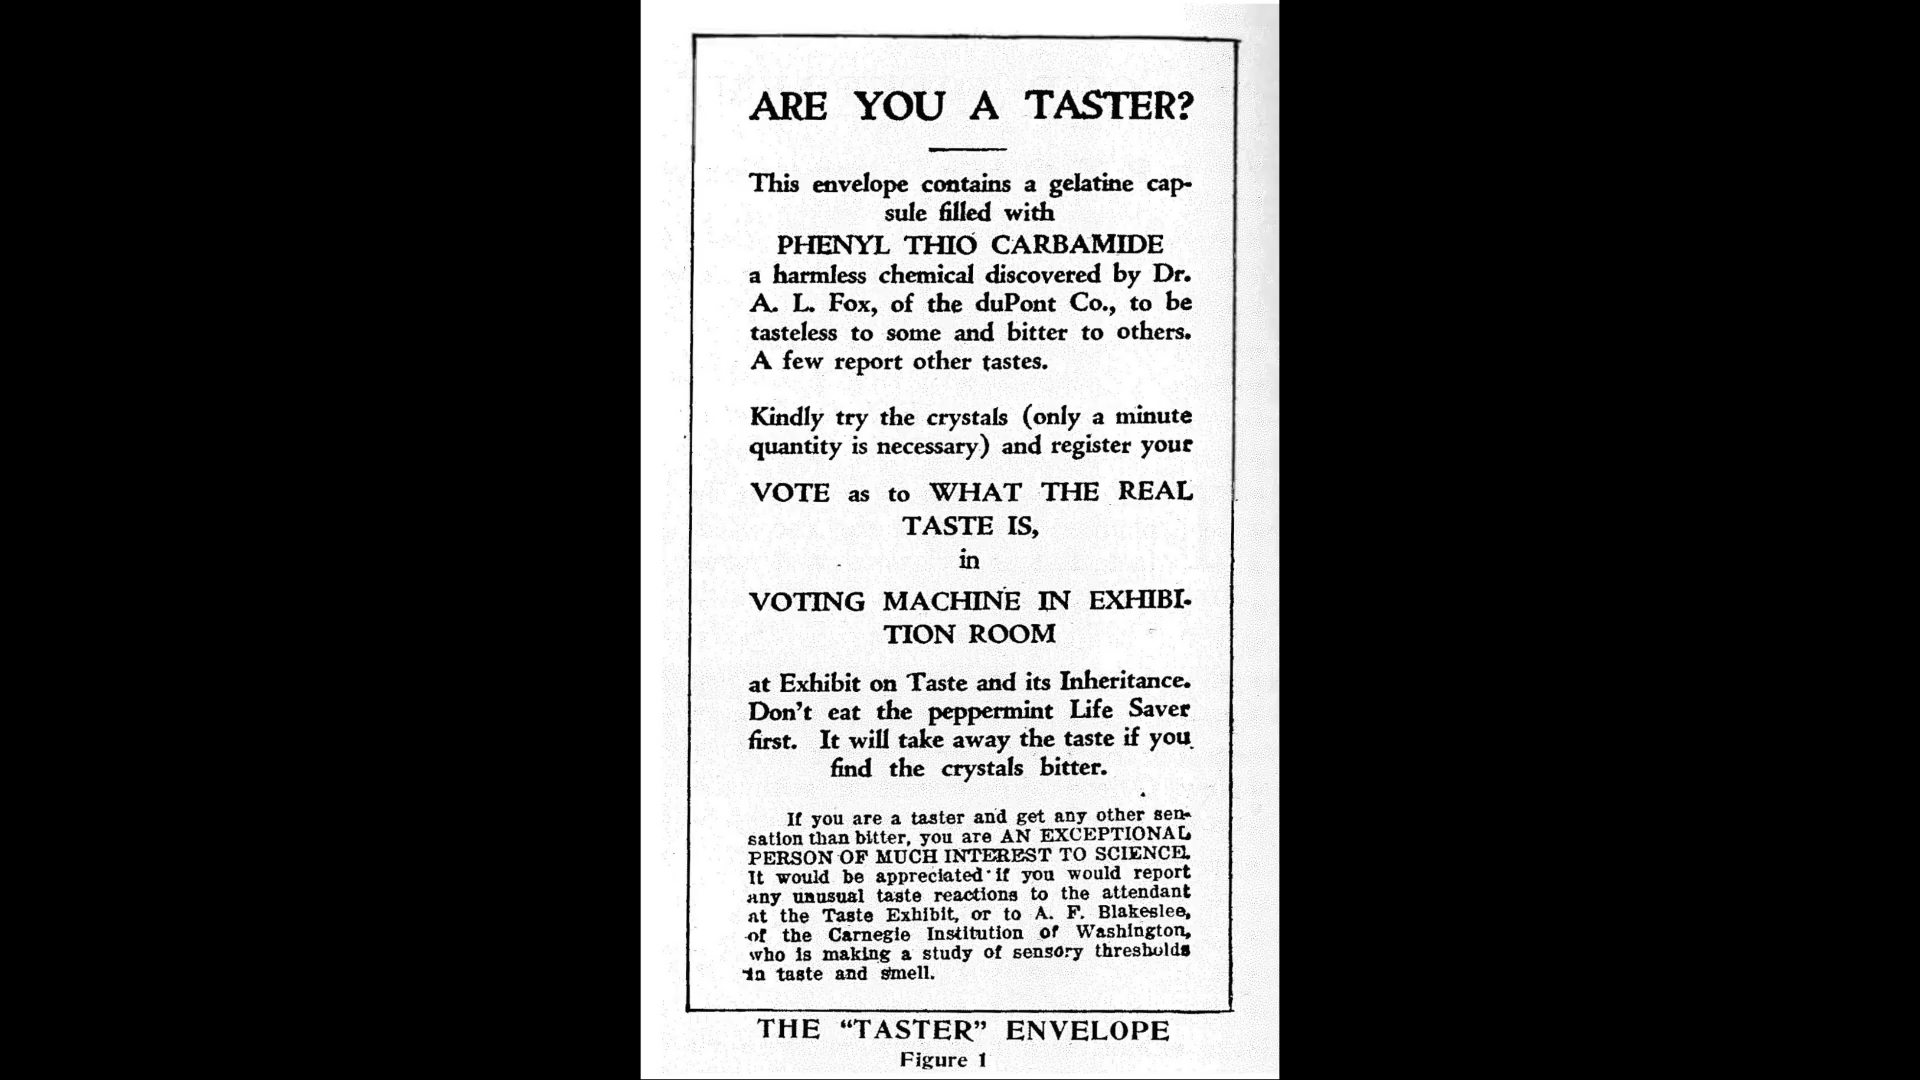 ARE YOU A TASTER?
This envelope contains a gelatine cap-
sule filled with
PHENYL THIO CARBAMIDE
a harmless chemical discovered by Dr.
A. L. Fox, of the duPont Co., to be
tasteless to some and bitter to others.
A few report other tastes.
Kindly try the crystals (only a minute
quantity is necessary) and register your
VOTE as to WHAT THE REAL
TASTE IS,
in
VOTING MACHINE IN EXHIBI-
TION ROOM
at Exhibit on Taste and its Inheritance.
Don't eat the peppermint Life Saver
first. It will take away the taste if you
find the crystals bitter.
If you are a taster and get any other sen-
sation than bitter, you are AN EXCEPTIONAL
PERSON OF MUCH INTEREST TO SCIENCE.
It would be appreciated if you would report
any unusual taste reactions to the attendant
at the Taste Exhibit, or to A. F. Blakeslee,
of the Carnegie Institution of Washington,
who is making a study of sensory thresholds
in taste and smell.
THE "TASTER" ENVELOPE
Figure 1